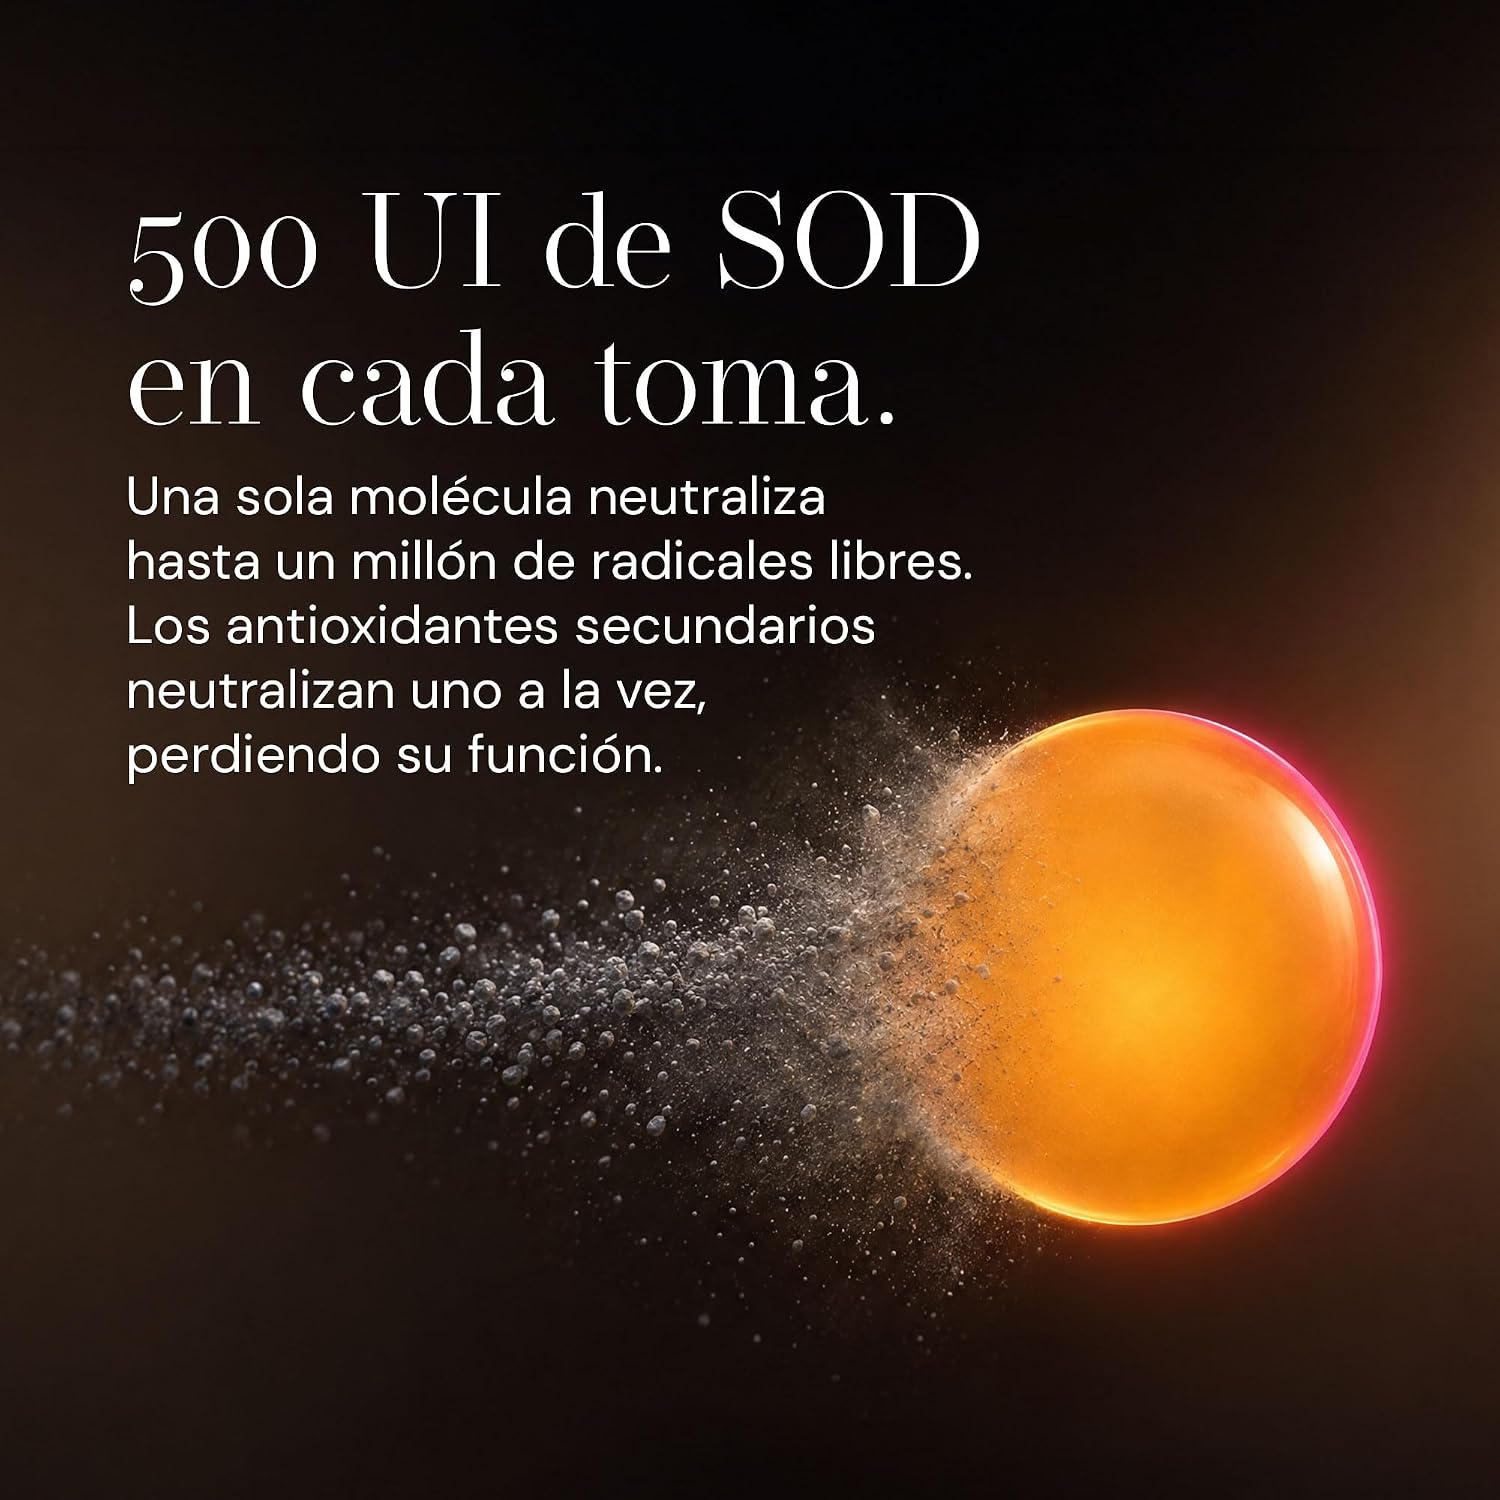 500 UI de SOD
en cada toma.
Una sola molécula neutraliza
hasta un millón de radicales libres.
Los antioxidantes secundarios
neutralizan uno a la vez,
perdiendo su función.